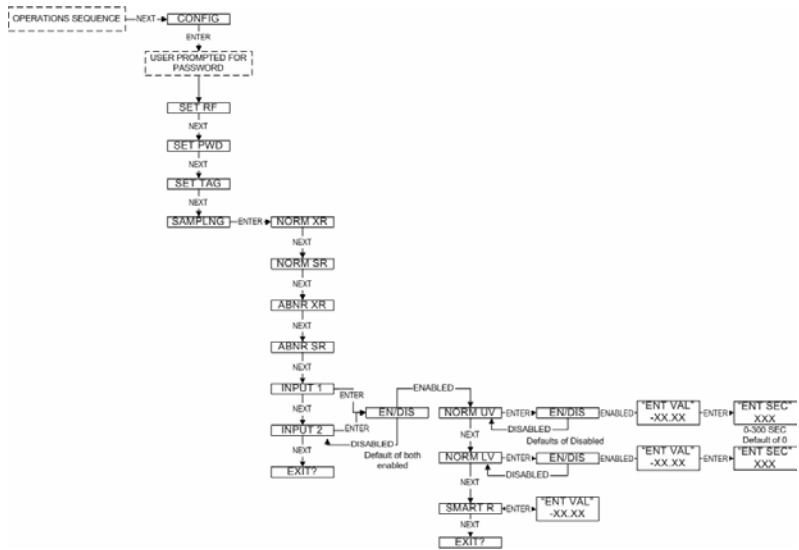 OPERATIONS SEQUENCE
NEXT
CONFIG
ENTER
USER PROMPTED FOR
PASSWORD
SET RF
NEXT
SET PWD
NEXT
SET TAG
NEXT
SAMPLNG
ENTER
NORM XR
NEXT
NORM SR
NEXT
ABNR XR
NEXT
ABNR SR
NEXT
INPUT 1
ENTER
NEXT
INPUT 2
ENTER
NEXT
EXIT?
EN/DIS
DISABLED
Default of both
enabled
ENABLED
NORM UV
ENTER
EN/DIS
DISABLED
Defaults of Disabled
ENABLED
"ENT VAL"
-XX.XX
ENTER
"ENT SEC"
XXX
0-300 SEC
Default of 0
NEXT
NORM LV
ENTER
EN/DIS
DISABLED
ENABLED
"ENT VAL"
-XX.XX
ENTER
"ENT SEC"
XXX
NEXT
SMART R
ENTER
"ENT VAL"
-XX.XX
NEXT
EXIT?